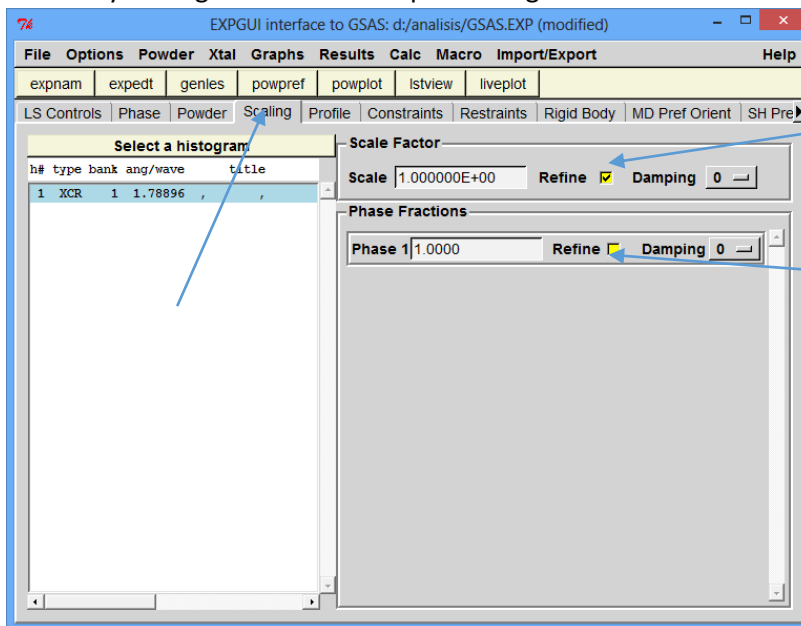 EXPGUI interface to GSAS: d:/analisis/GSAS.EXP (modified)
File Options Powder Xtal Graphs Results Calc Macro Import/Export Help
expnam expedt genles powpref powplot lstview liveplot
LS Controls Phase Powder Scaling Profile Constraints Restraints Rigid Body MD Pref Orient SH Pre
Select a histogram
h# type bank ang/wave title
1 XCR 1 1.78896 , ,
Scale Factor
Scale 1.000000E+00 Refine Damping 0
Phase Fractions
Phase 1 1.0000 Refine Damping 0